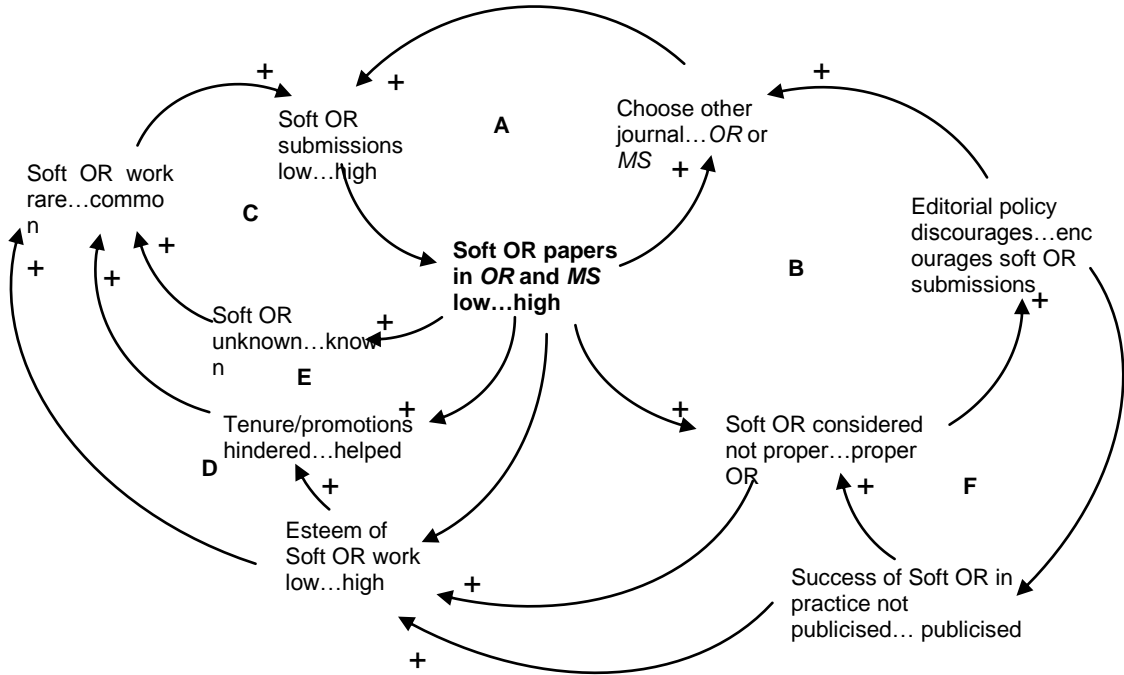 +
+
+
A
Choose other
journal…OR or
MS
+
Soft OR
submissions
low…high
Soft OR work
rare…commo
n
C
+
+
+
Editorial policy
discourages…enc
ourages soft OR
submissions
+
Soft OR papers
in OR and MS
low…high
B
Soft OR
unknown…know
n
+
E
Tenure/promotions
hindered…helped
+
D
+
+
Soft OR considered
not proper…proper
OR
+
F
Esteem of
Soft OR work
low…high
+
Success of Soft OR in
practice not
publicised… publicised
+